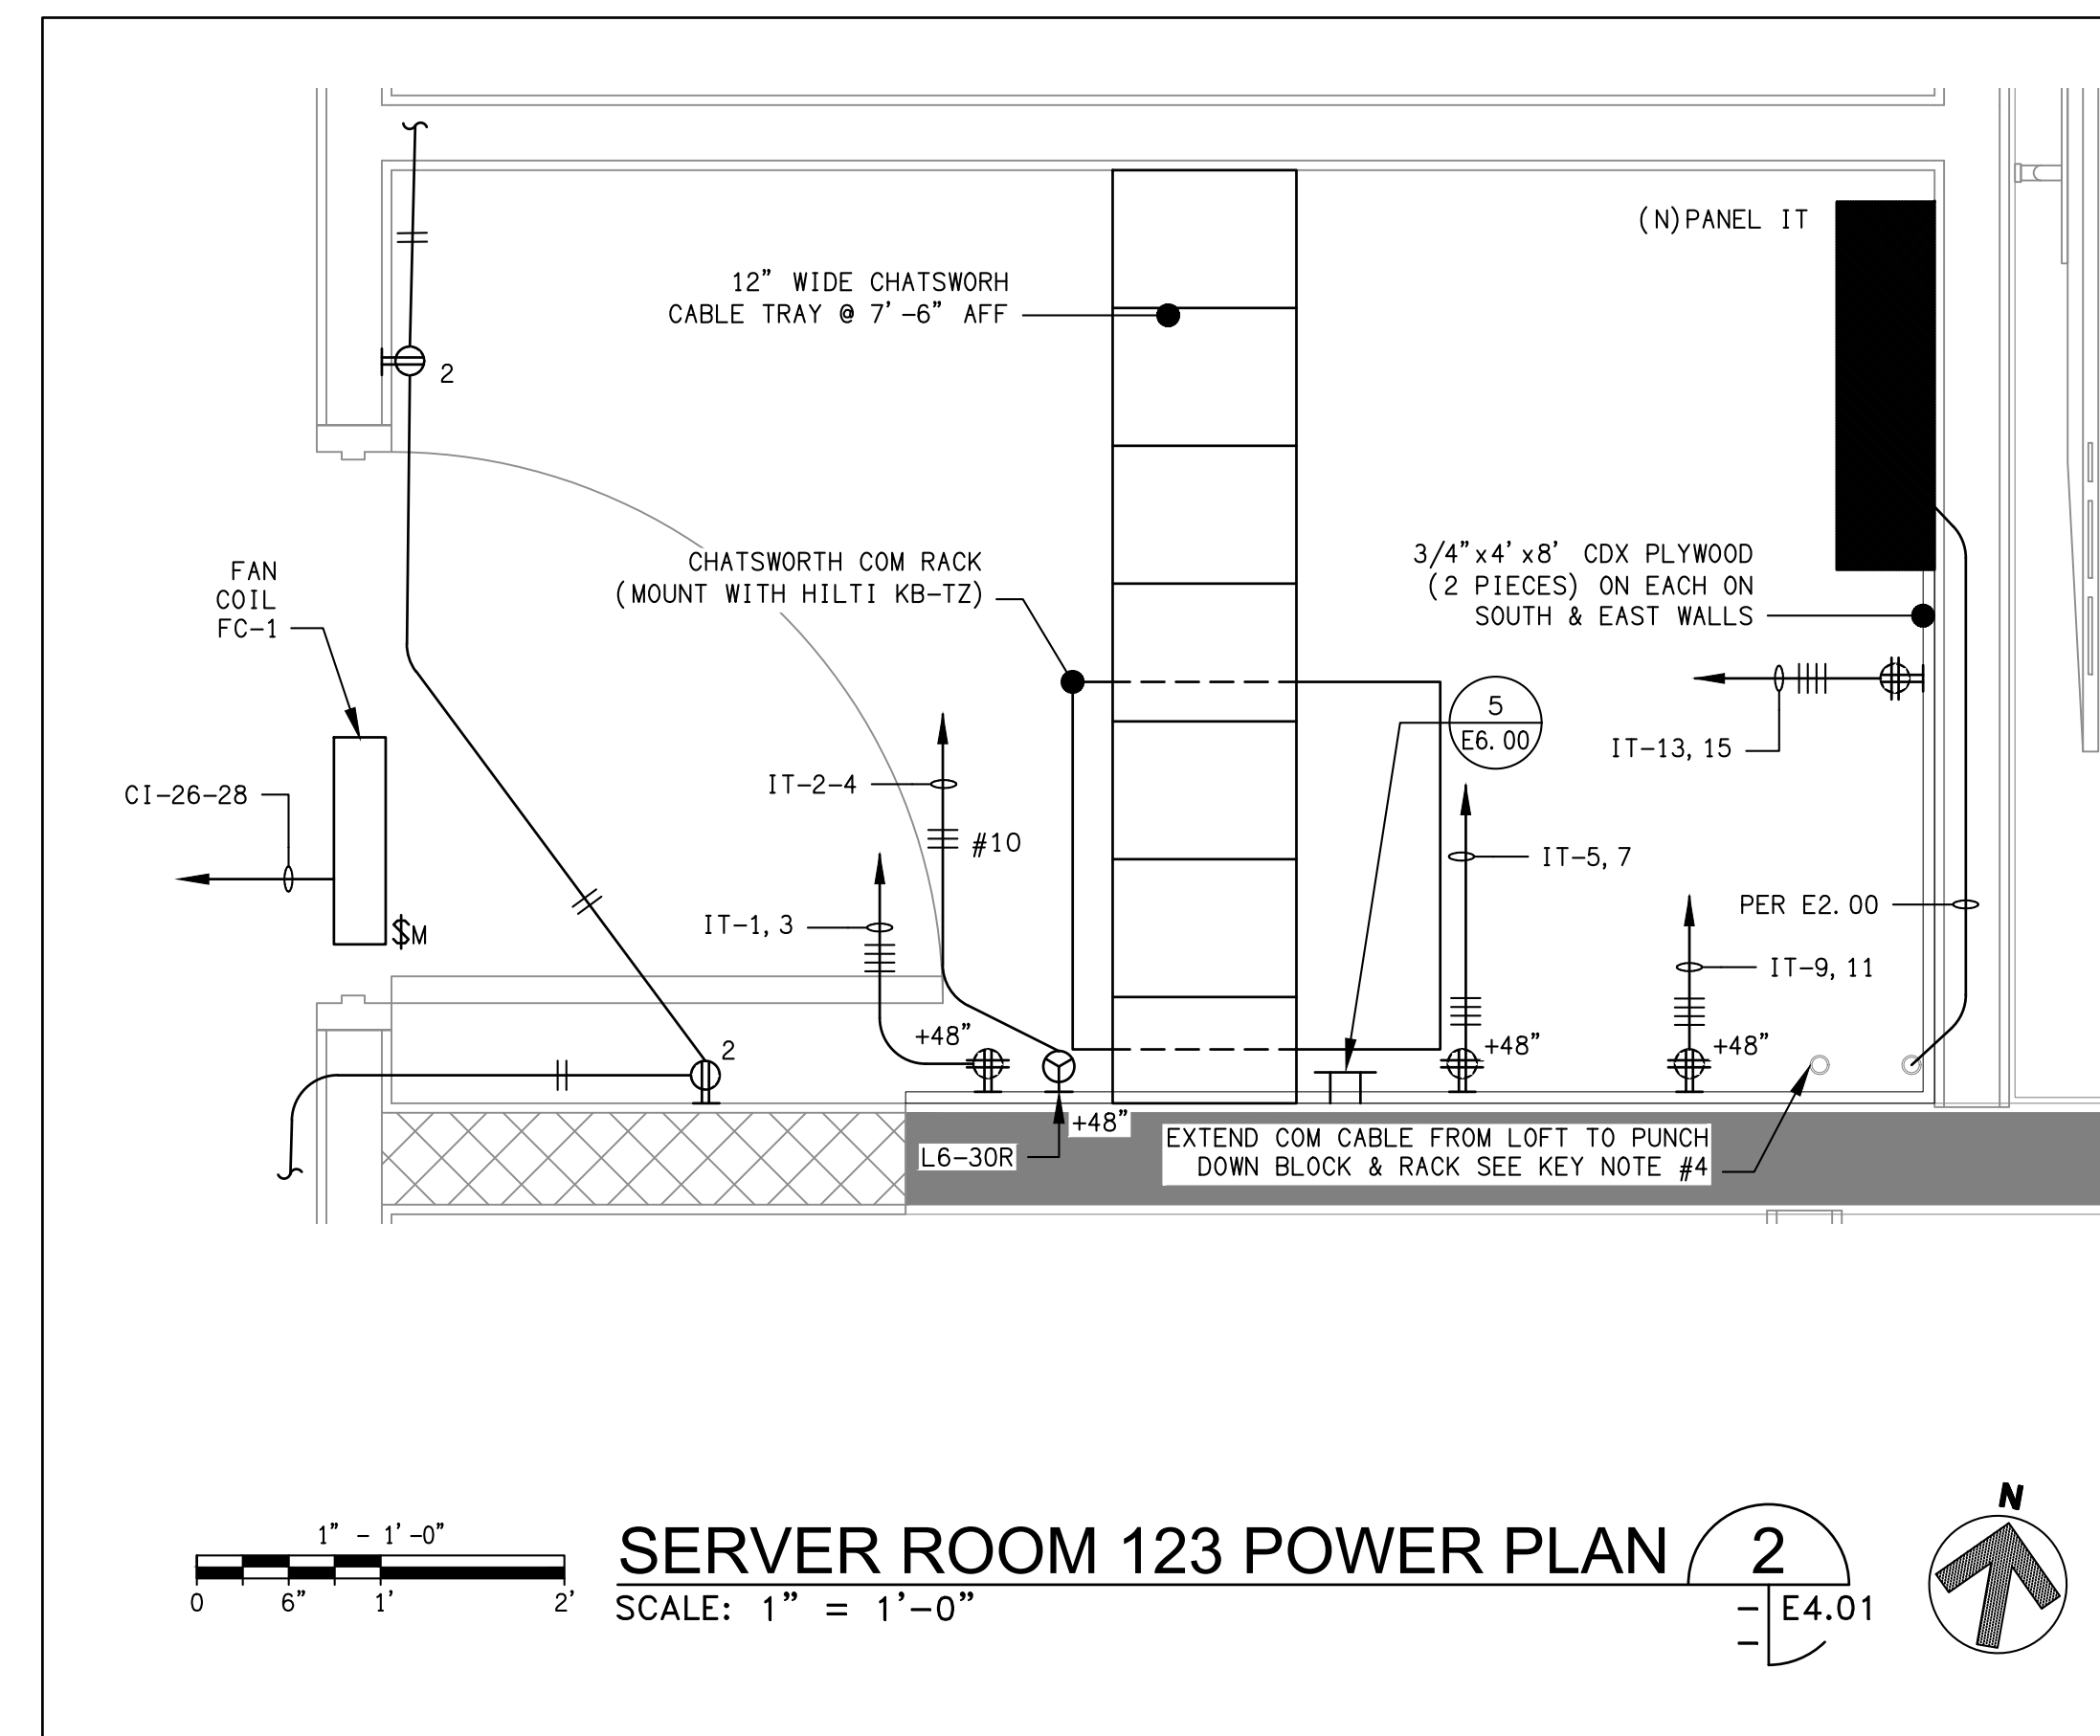 (N)PANEL IT
12" WIDE CHATSWORH
CABLE TRAY @ 7'-6" AFF
2
CHATSWORTH COM RACK
(MOUNT WITH HILTI KB-TZ)
3/4"x4'x8' CDX PLYWOOD
(2 PIECES) ON EACH ON
SOUTH & EAST WALLS
FAN
COIL
FC-1
5
E6.00
IT-13,15
CI-26-28
IT-2-4
#10
IT-5,7
IT-1,3
$M
PER E2.00
IT-9,11
+48"
+48"
+48"
2
+48"
L6-30R
EXTEND COM CABLE FROM LOFT TO PUNCH
DOWN BLOCK & RACK SEE KEY NOTE #4
N
1" - 1'-0"
0 6" 1' 2'
SERVER ROOM 123 POWER PLAN
2
SCALE: 1" = 1'-0"
- E4.01
-